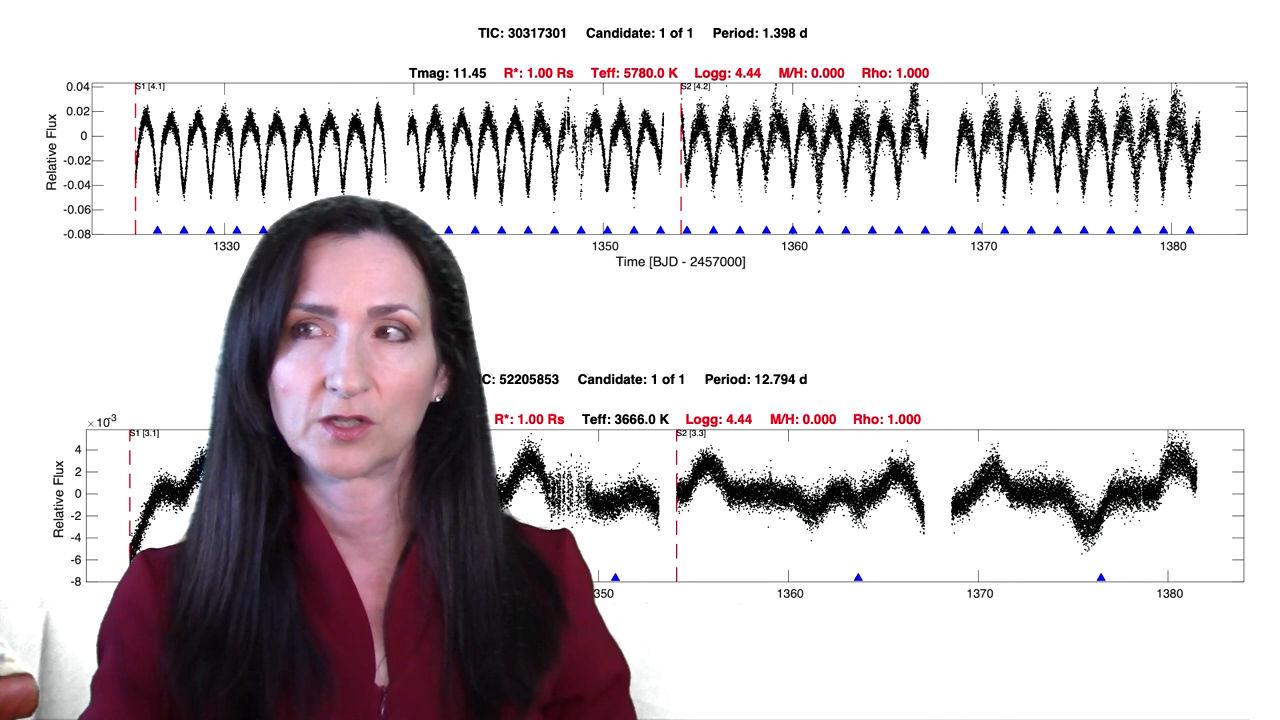 TIC: 30317301 Candidate: 1 of 1 Period: 1.398 d
Tmag: 11.45 R*: 1.00 Rs Teff: 5780.0 K Logg: 4.44 M/H: 0.000 Rho: 1.000
S1 [4.1] S2 [4.2]
0.04
0.02
0
-0.02
-0.04
-0.06
-0.08
Relative Flux
1330 1350 1360 1370 1380
Time [BJD - 2457000]
C: 52205853 Candidate: 1 of 1 Period: 12.794 d
R*: 1.00 Rs Teff: 3666.0 K Logg: 4.44 M/H: 0.000 Rho: 1.000
× 10-3
S1 [3.1] S2 [3.3]
4
2
0
-2
-4
-6
-8
Relative Flux
350 1360 1370 1380